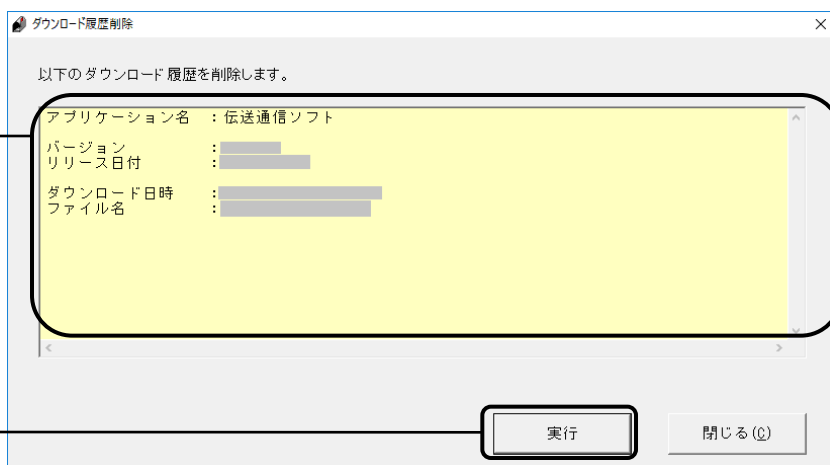 ダウンロード履歴削除
以下のダウンロード履歴を削除します。
アプリケーション名 :伝送通信ソフト
バージョン :
リリース日付 :
ダウンロード日時 :
ファイル名 :
実行 閉じる(C)